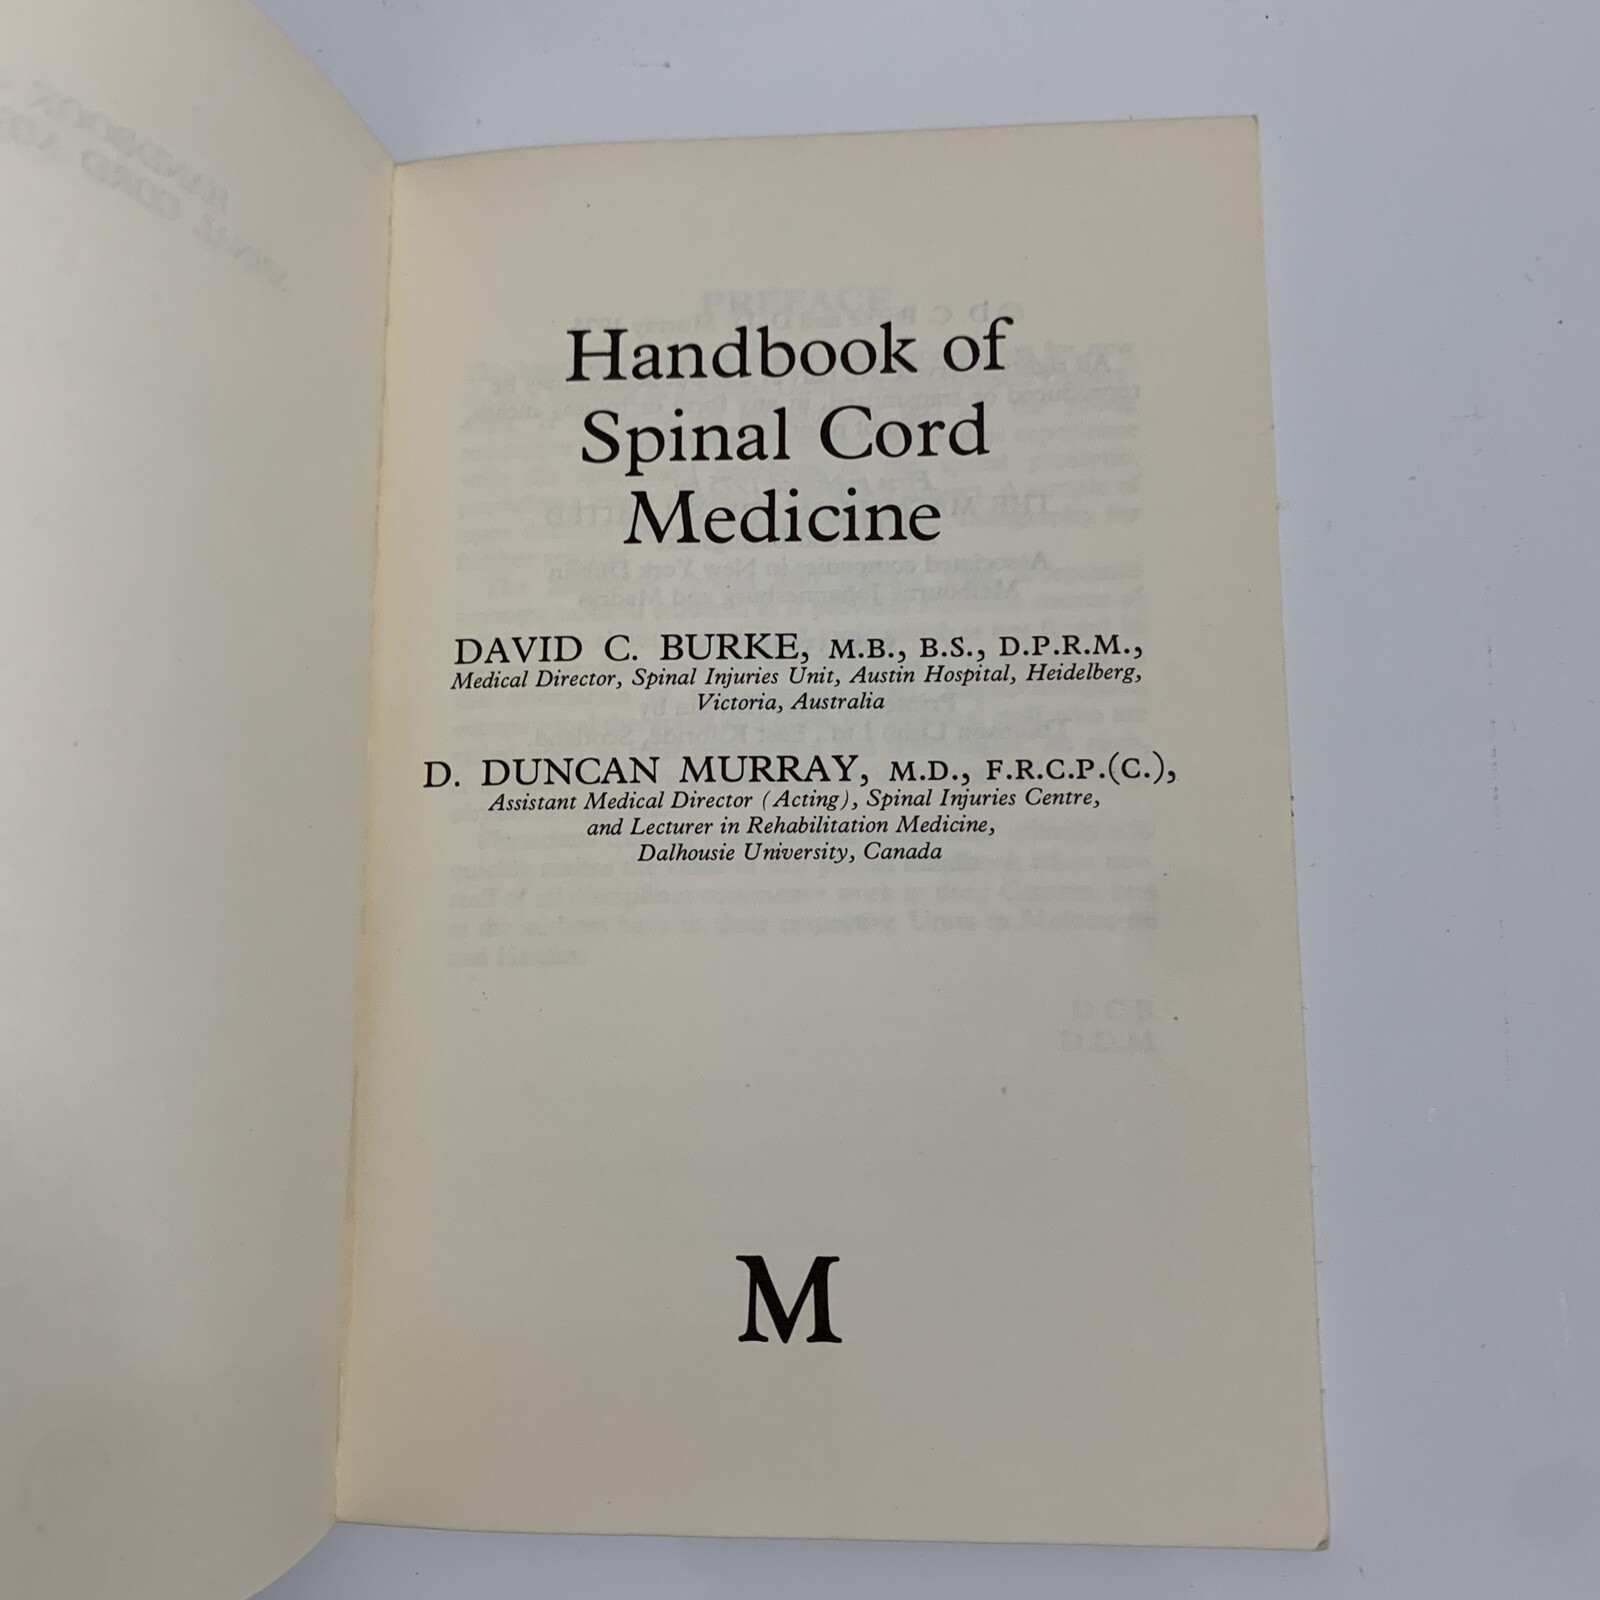 Handbook of
Spinal Cord
Medicine
DAVID C. BURKE, M.B., B.S., D.P.R.M.,
Medical Director, Spinal Injuries Unit, Austin Hospital, Heidelberg,
Victoria, Australia
D. DUNCAN MURRAY, M.D., F.R.C.P.(C.),
Assistant Medical Director (Acting), Spinal Injuries Centre,
and Lecturer in Rehabilitation Medicine,
Dalhousie University, Canada
M